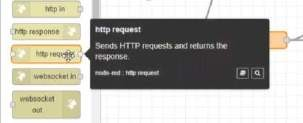 http in
http response
http request
websocket in
websocket
out
http request
Sends HTTP requests and returns the
response.
node-red : http request